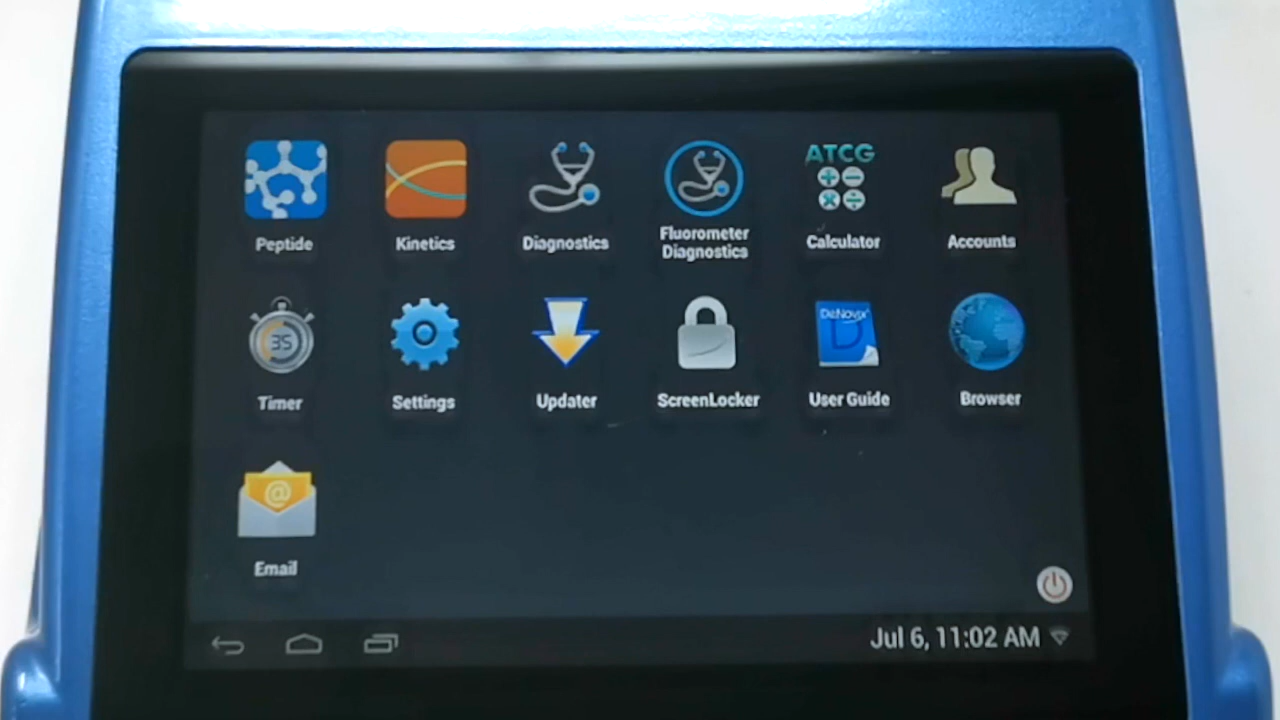 ATCG
Peptide
Kinetics
Diagnostics
Fluorometer
Diagnostics
Calculator
Accounts
35
DeNovix
D
Timer
Settings
Updater
ScreenLocker
User Guide
Browser
@
Email
Jul 6, 11:02 AM